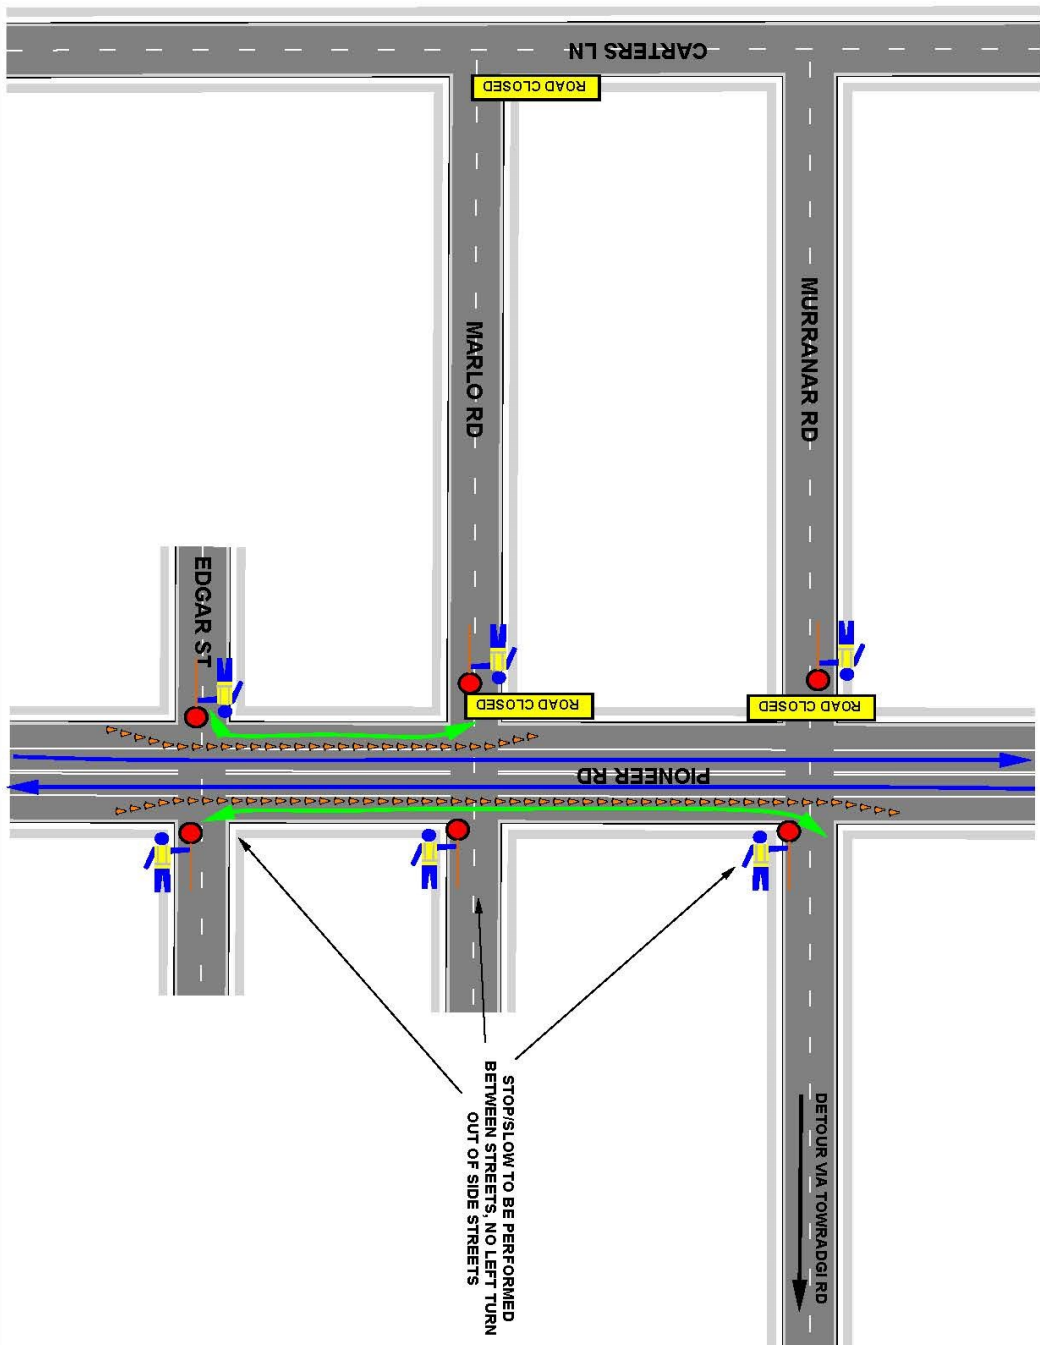 CARTERS LN
ROAD CLOSED
MARLO RD
MURRANAR RD
EDGAR ST
ROAD CLOSED
ROAD CLOSED
PIONEER RD
STOP/SLOW TO BE PERFORMED
BETWEEN STREETS, NO LEFT TURN
OUT OF SIDE STREETS
DETOUR VIA TOWRADGI RD